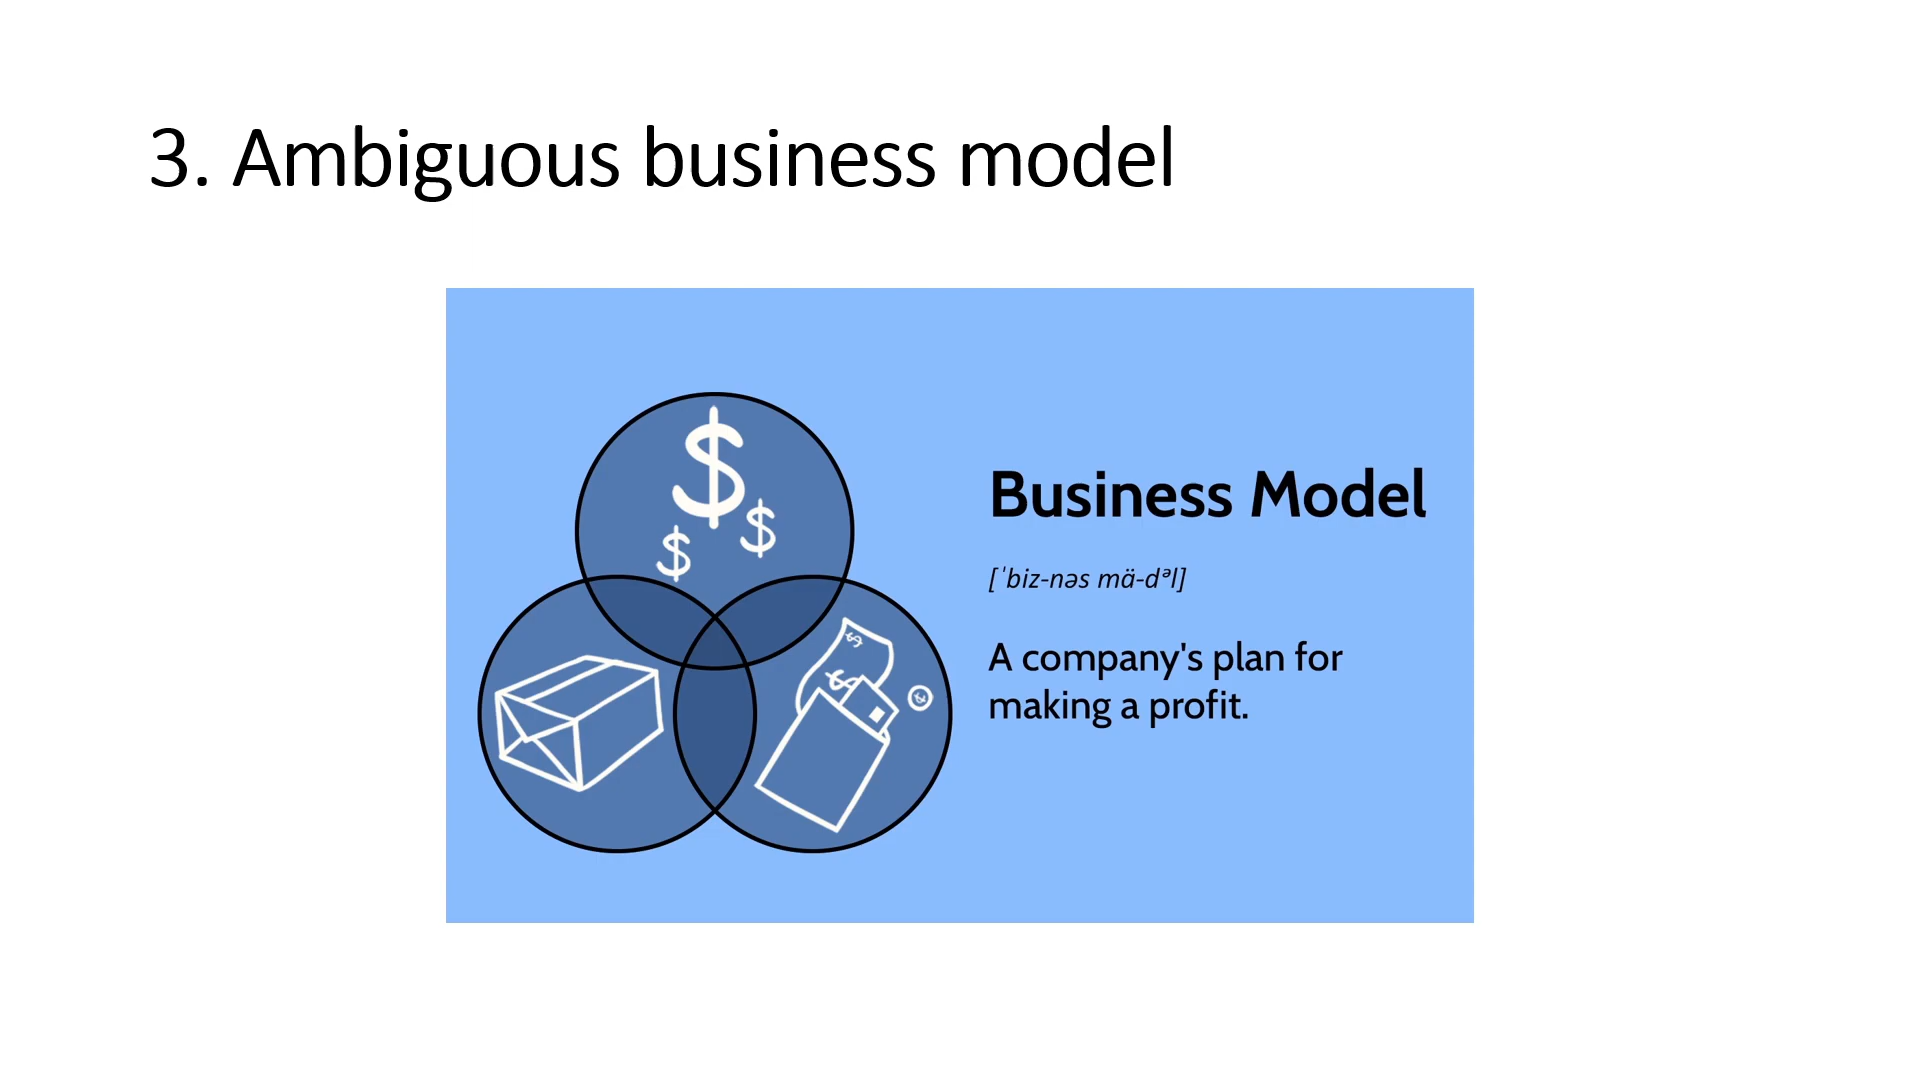 3. Ambiguous business model
$
$
$
$
$
Business Model
[ˈbiz-nəs mä-dᵊl]
A company's plan for
making a profit.